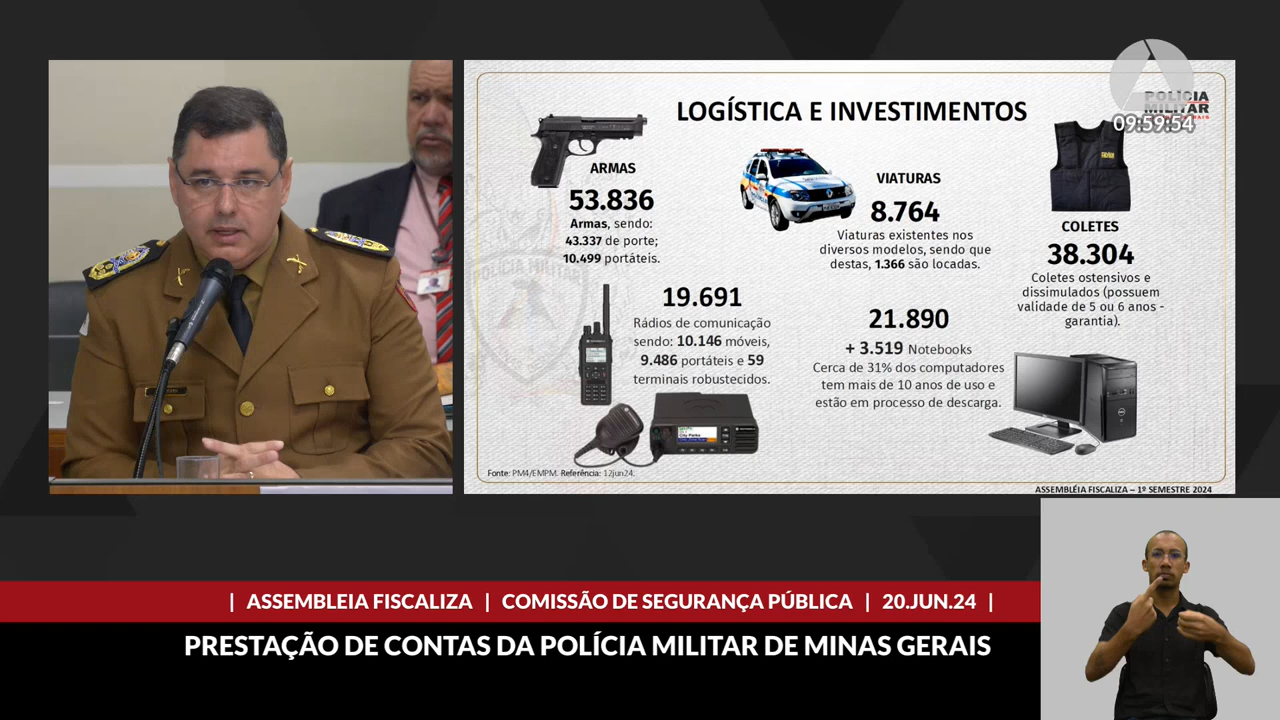 LOGÍSTICA E INVESTIMENTOS
POLÍCIA
MILITAR
09:59:54
ARMAS
53.836
Armas, sendo:
43.337 de porte;
10.499 portáteis.
VIATURAS
8.764
Viaturas existentes nos
diversos modelos, sendo que
destas, 1.366 são locadas.
COLETES
38.304
Coletes ostensivos e
dissimulados (possuem
validade de 5 ou 6 anos -
garantia).
19.691
Rádios de comunicação
sendo: 10.146 móveis,
9.486 portáteis e 59
terminais robustecidos.
21.890
+ 3.519 Notebooks
Cerca de 31% dos computadores
tem mais de 10 anos de uso e
estão em processo de descarga.
POLÍCIA MILITAR
Fonte: PM4/EMPM. Referência: 12jun24.
ASSEMBLÉIA FISCALIZA – 1º SEMESTRE 2024
| ASSEMBLEIA FISCALIZA | COMISSÃO DE SEGURANÇA PÚBLICA | 20.JUN.24 |
PRESTAÇÃO DE CONTAS DA POLÍCIA MILITAR DE MINAS GERAIS